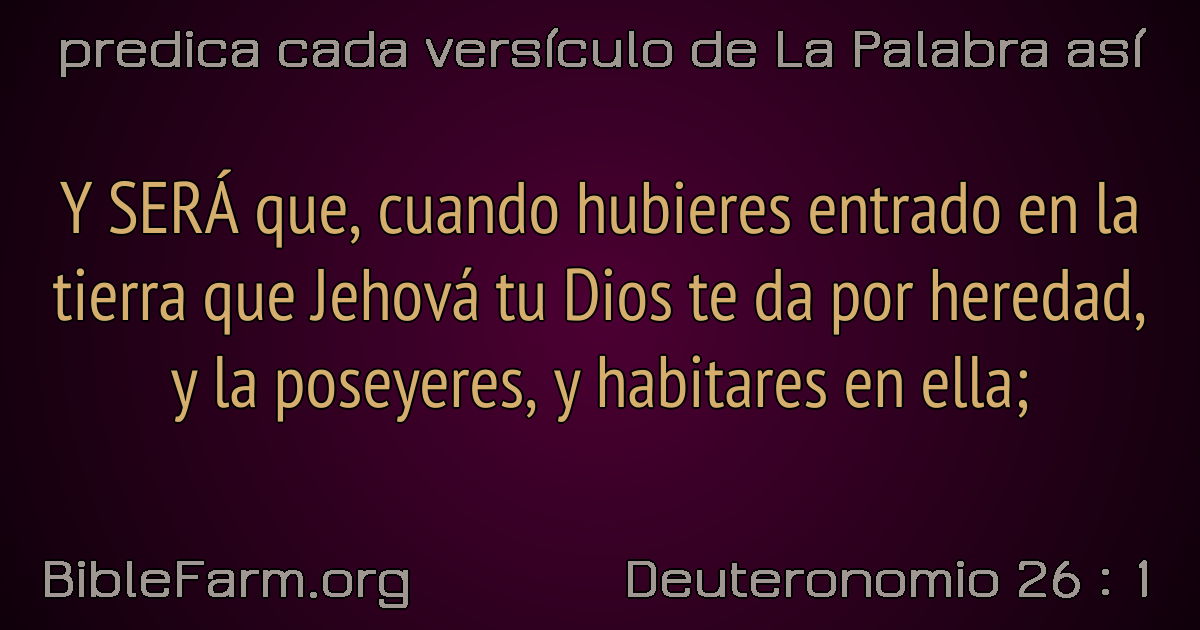 predica cada versículo de La Palabra así
Y SERÁ que, cuando hubieres entrado en la
tierra que Jehová tu Dios te da por heredad,
y la poseyeres, y habitares en ella;
BibleFarm.org
Deuteronomio 26 : 1